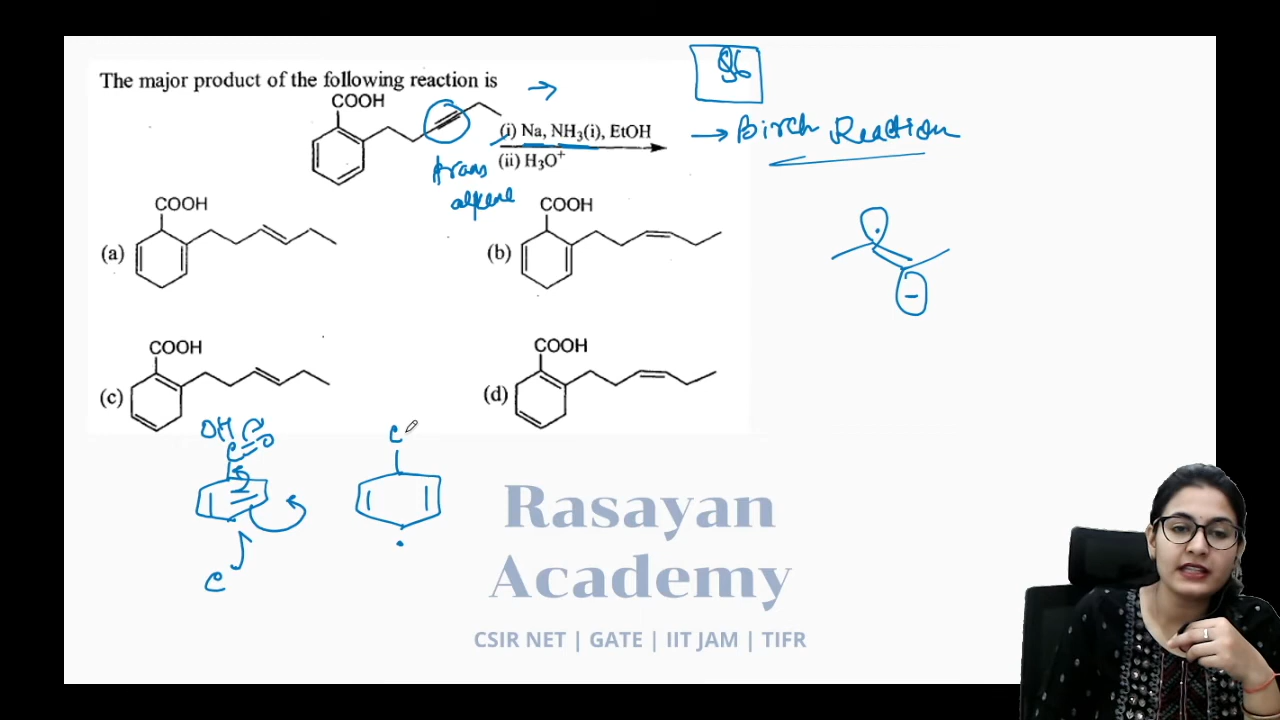 The major product of the following reaction is
96
COOH
(i) Na, NH3(i), EtOH
(ii) H3O+
→ Birch Reaction
trans
alkene
COOH
(a)
COOH
(b)
COOH
(c)
COOH
(d)
OH
C
O
C
e
Rasayan
Academy
CSIR NET | GATE | IIT JAM | TIFR